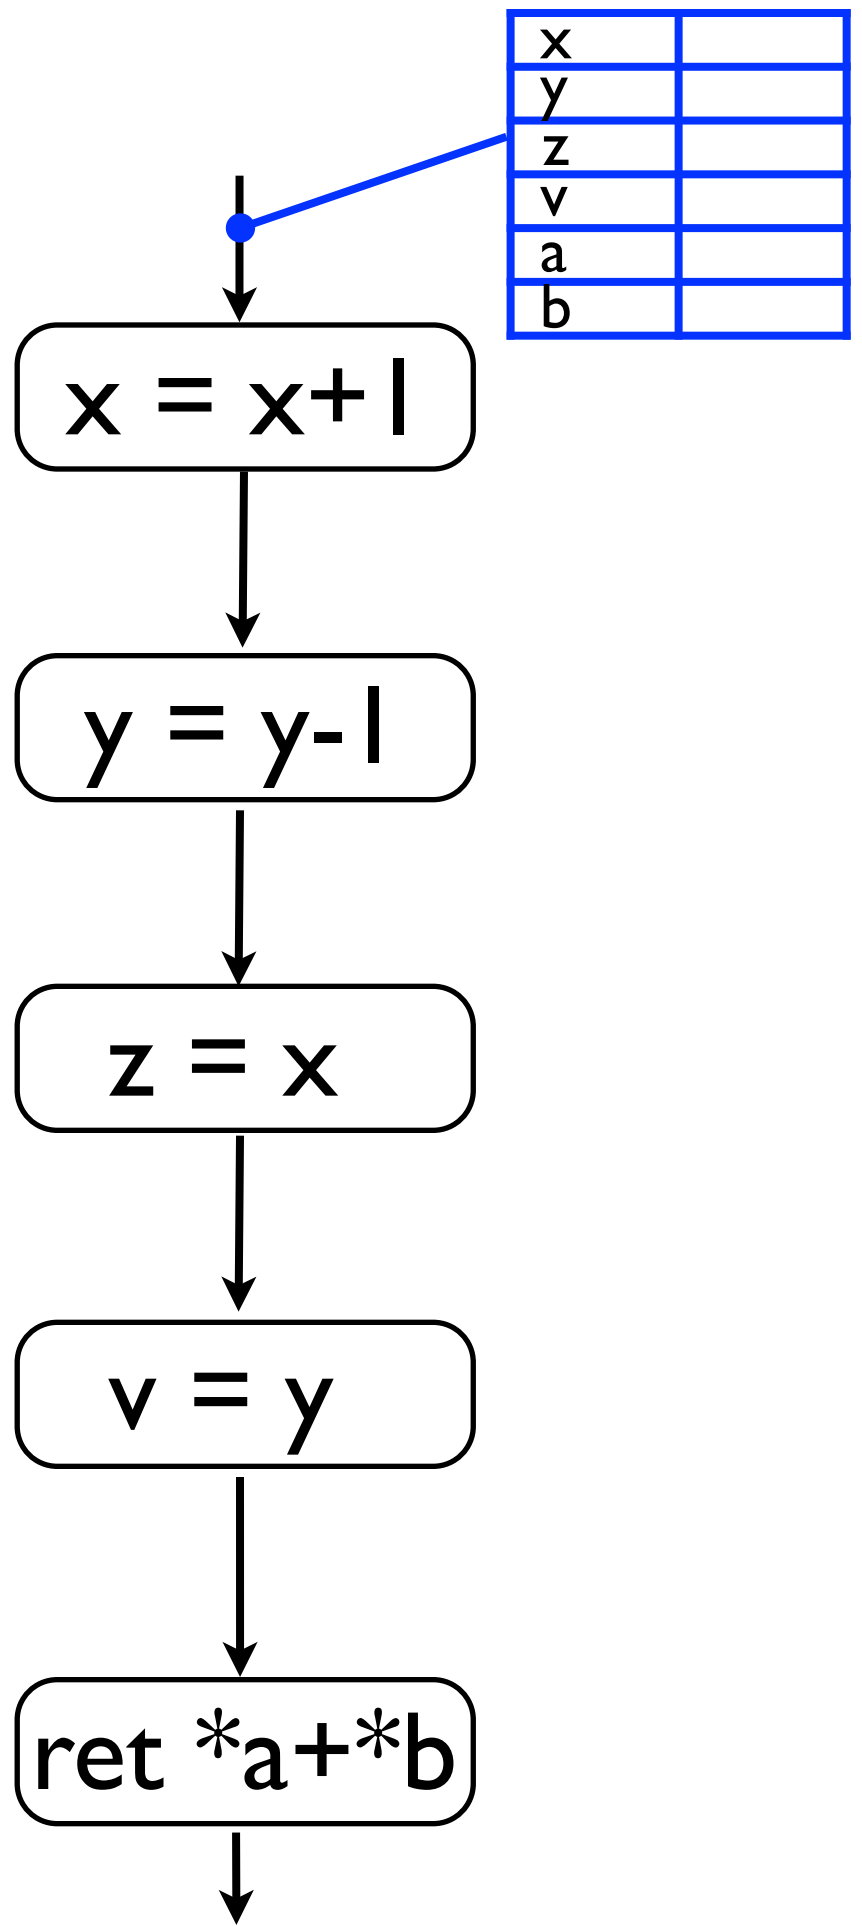 x
y
z
v
a
b
x = x+1
y = y-1
z = x
v = y
ret *a+*b